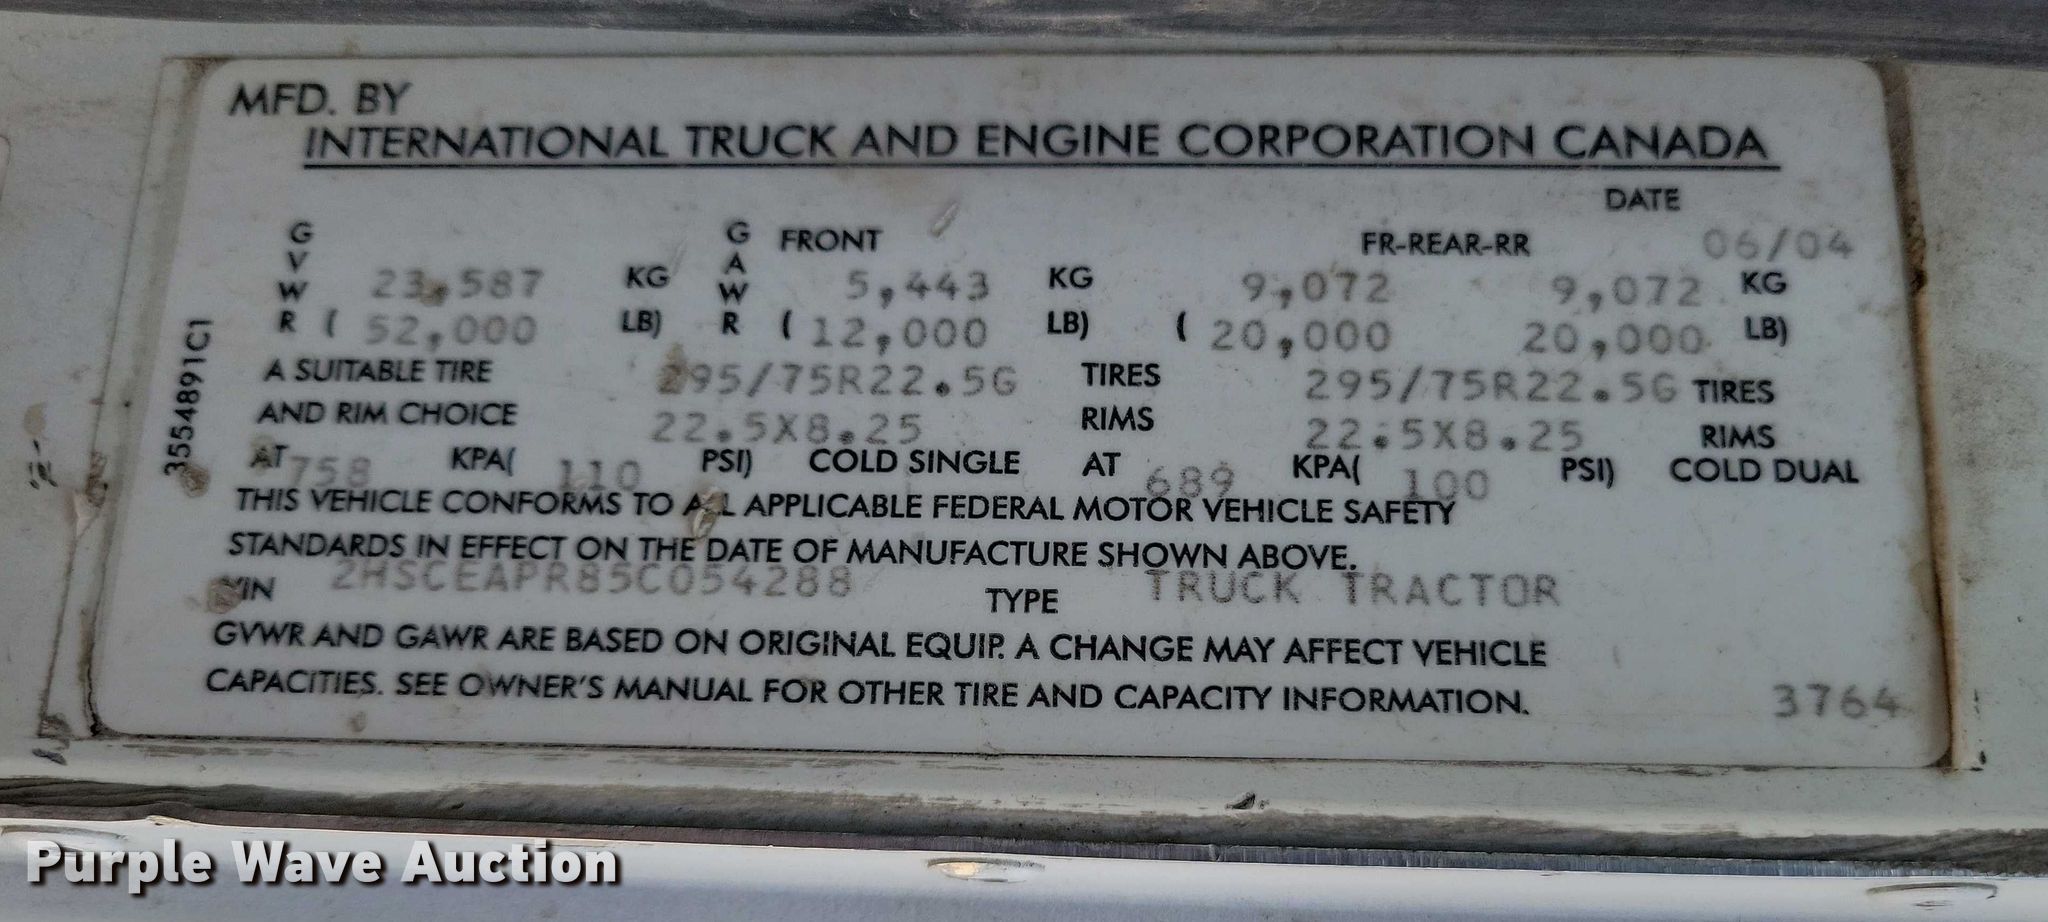 MFD. BY
INTERNATIONAL TRUCK AND ENGINE CORPORATION CANADA
DATE
GVWR GAWR FRONT FR-REAR-RR 06/04
23,587 KG 5,443 KG 9,072 9,072 KG
( 52,000 LB) ( 12,000 LB) ( 20,000 20,000 LB)
A SUITABLE TIRE 295/75R22.5G TIRES 295/75R22.5G TIRES
AND RIM CHOICE 22.5X8.25 RIMS 22.5X8.25 RIMS
AT 758 KPA( 110 PSI) COLD SINGLE AT 689 KPA( 100 PSI) COLD DUAL
THIS VEHICLE CONFORMS TO ALL APPLICABLE FEDERAL MOTOR VEHICLE SAFETY
STANDARDS IN EFFECT ON THE DATE OF MANUFACTURE SHOWN ABOVE.
VIN 2HSCEAPR85C054288 TYPE TRUCK TRACTOR
GVWR AND GAWR ARE BASED ON ORIGINAL EQUIP. A CHANGE MAY AFFECT VEHICLE
CAPACITIES. SEE OWNER'S MANUAL FOR OTHER TIRE AND CAPACITY INFORMATION.
3764
3554891C1
Purple Wave Auction